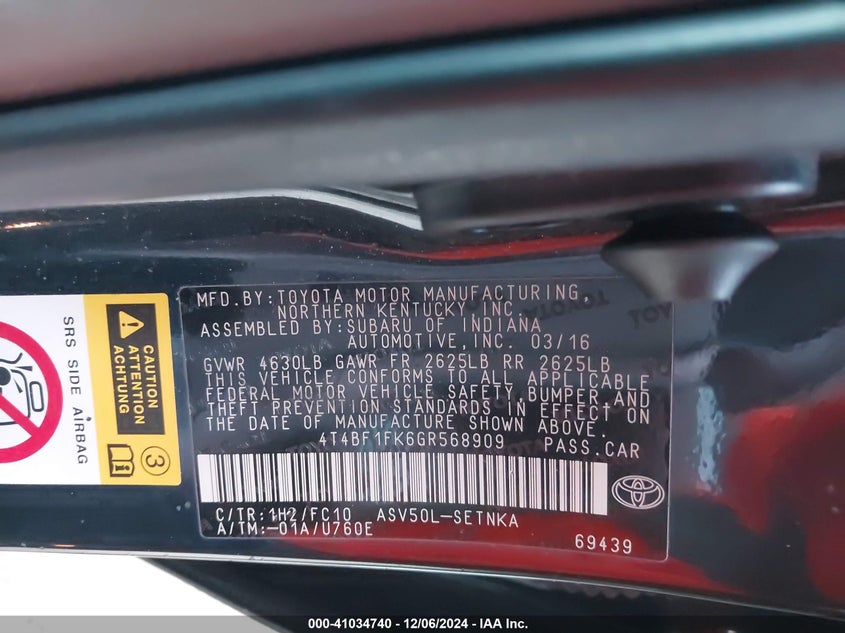 MFD.BY:TOYOTA MOTOR MANUFACTURING,
NORTHERN KENTUCKY,INC.
ASSEMBLED BY:SUBARU OF INDIANA
AUTOMOTIVE,INC. 03/16
GVWR 4630LB GAWR FR 2625LB RR 2625LB
THIS VEHICLE CONFORMS TO ALL APPLICABLE
FEDERAL MOTOR VEHICLE SAFETY,BUMPER,AND
THEFT PREVENTION STANDARDS IN EFFECT ON
THE DATE OF MANUFACTURE SHOWN ABOVE.
4T4BF1FK6GR568909 PASS.CAR
C/TR:1H2/FC10 ASV50L-SETNKA
A/TM:-01A/U760E
69439
SRS SIDE AIRBAG
CAUTION
ATTENTION
ACHTUNG
3
TOYOTA
000-41034740 - 12/06/2024 - IAA Inc.